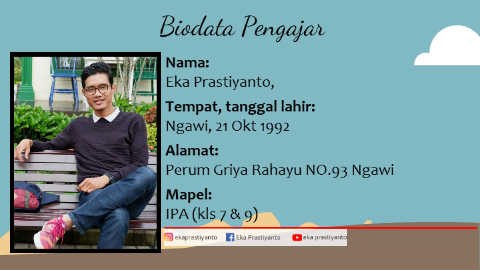 Biodata Pengajar
Nama:
Eka Prastiyanto,
Tempat, tanggal lahir:
Ngawi, 21 Okt 1992
Alamat:
Perum Griya Rahayu NO.93 Ngawi
Mapel:
IPA (kls 7 & 9)
ekaprastiyanto Eka Prastiyanto eka prastiyanto